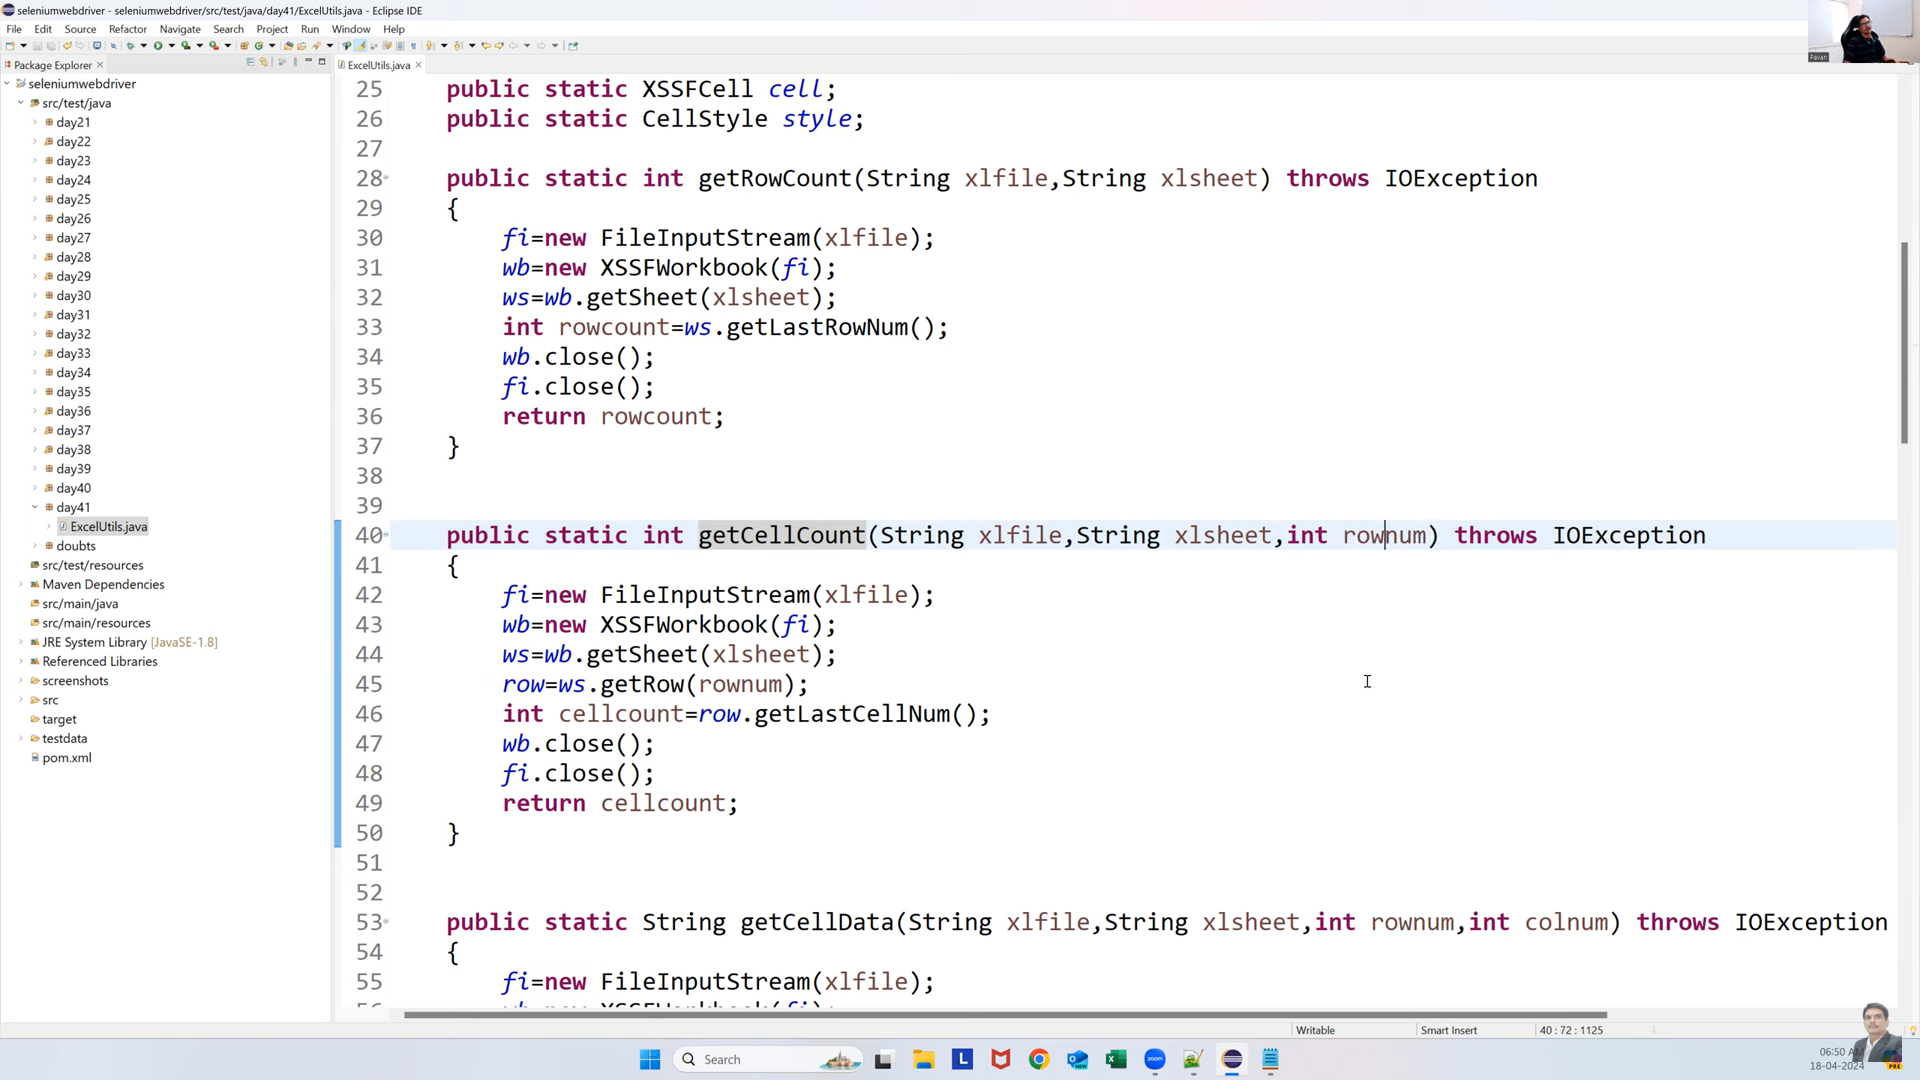 seleniumwebdriver - seleniumwebdriver/src/test/java/day41/ExcelUtils.java - Eclipse IDE
File Edit Source Refactor Navigate Search Project Run Window Help
Package Explorer
ExcelUtils.java
seleniumwebdriver
src/test/java
day21
day22
day23
day24
day25
day26
day27
day28
day29
day30
day31
day32
day33
day34
day35
day36
day37
day38
day39
day40
day41
ExcelUtils.java
doubts
src/test/resources
Maven Dependencies
src/main/java
src/main/resources
JRE System Library [JavaSE-1.8]
Referenced Libraries
screenshots
src
target
testdata
pom.xml
25 public static XSSFCell cell;
26 public static CellStyle style;
27
28 public static int getRowCount(String xlfile,String xlsheet) throws IOException
29 {
30 fi=new FileInputStream(xlfile);
31 wb=new XSSFWorkbook(fi);
32 ws=wb.getSheet(xlsheet);
33 int rowcount=ws.getLastRowNum();
34 wb.close();
35 fi.close();
36 return rowcount;
37 }
38
39
40 public static int getCellCount(String xlfile,String xlsheet,int rownum) throws IOException
41 {
42 fi=new FileInputStream(xlfile);
43 wb=new XSSFWorkbook(fi);
44 ws=wb.getSheet(xlsheet);
45 row=ws.getRow(rownum);
46 int cellcount=row.getLastCellNum();
47 wb.close();
48 fi.close();
49 return cellcount;
50 }
51
52
53 public static String getCellData(String xlfile,String xlsheet,int rownum,int colnum) throws IOException
54 {
55 fi=new FileInputStream(xlfile);
Writable Smart Insert 40 : 72 : 1125
Search
06:50
18-04-2024
Pavan